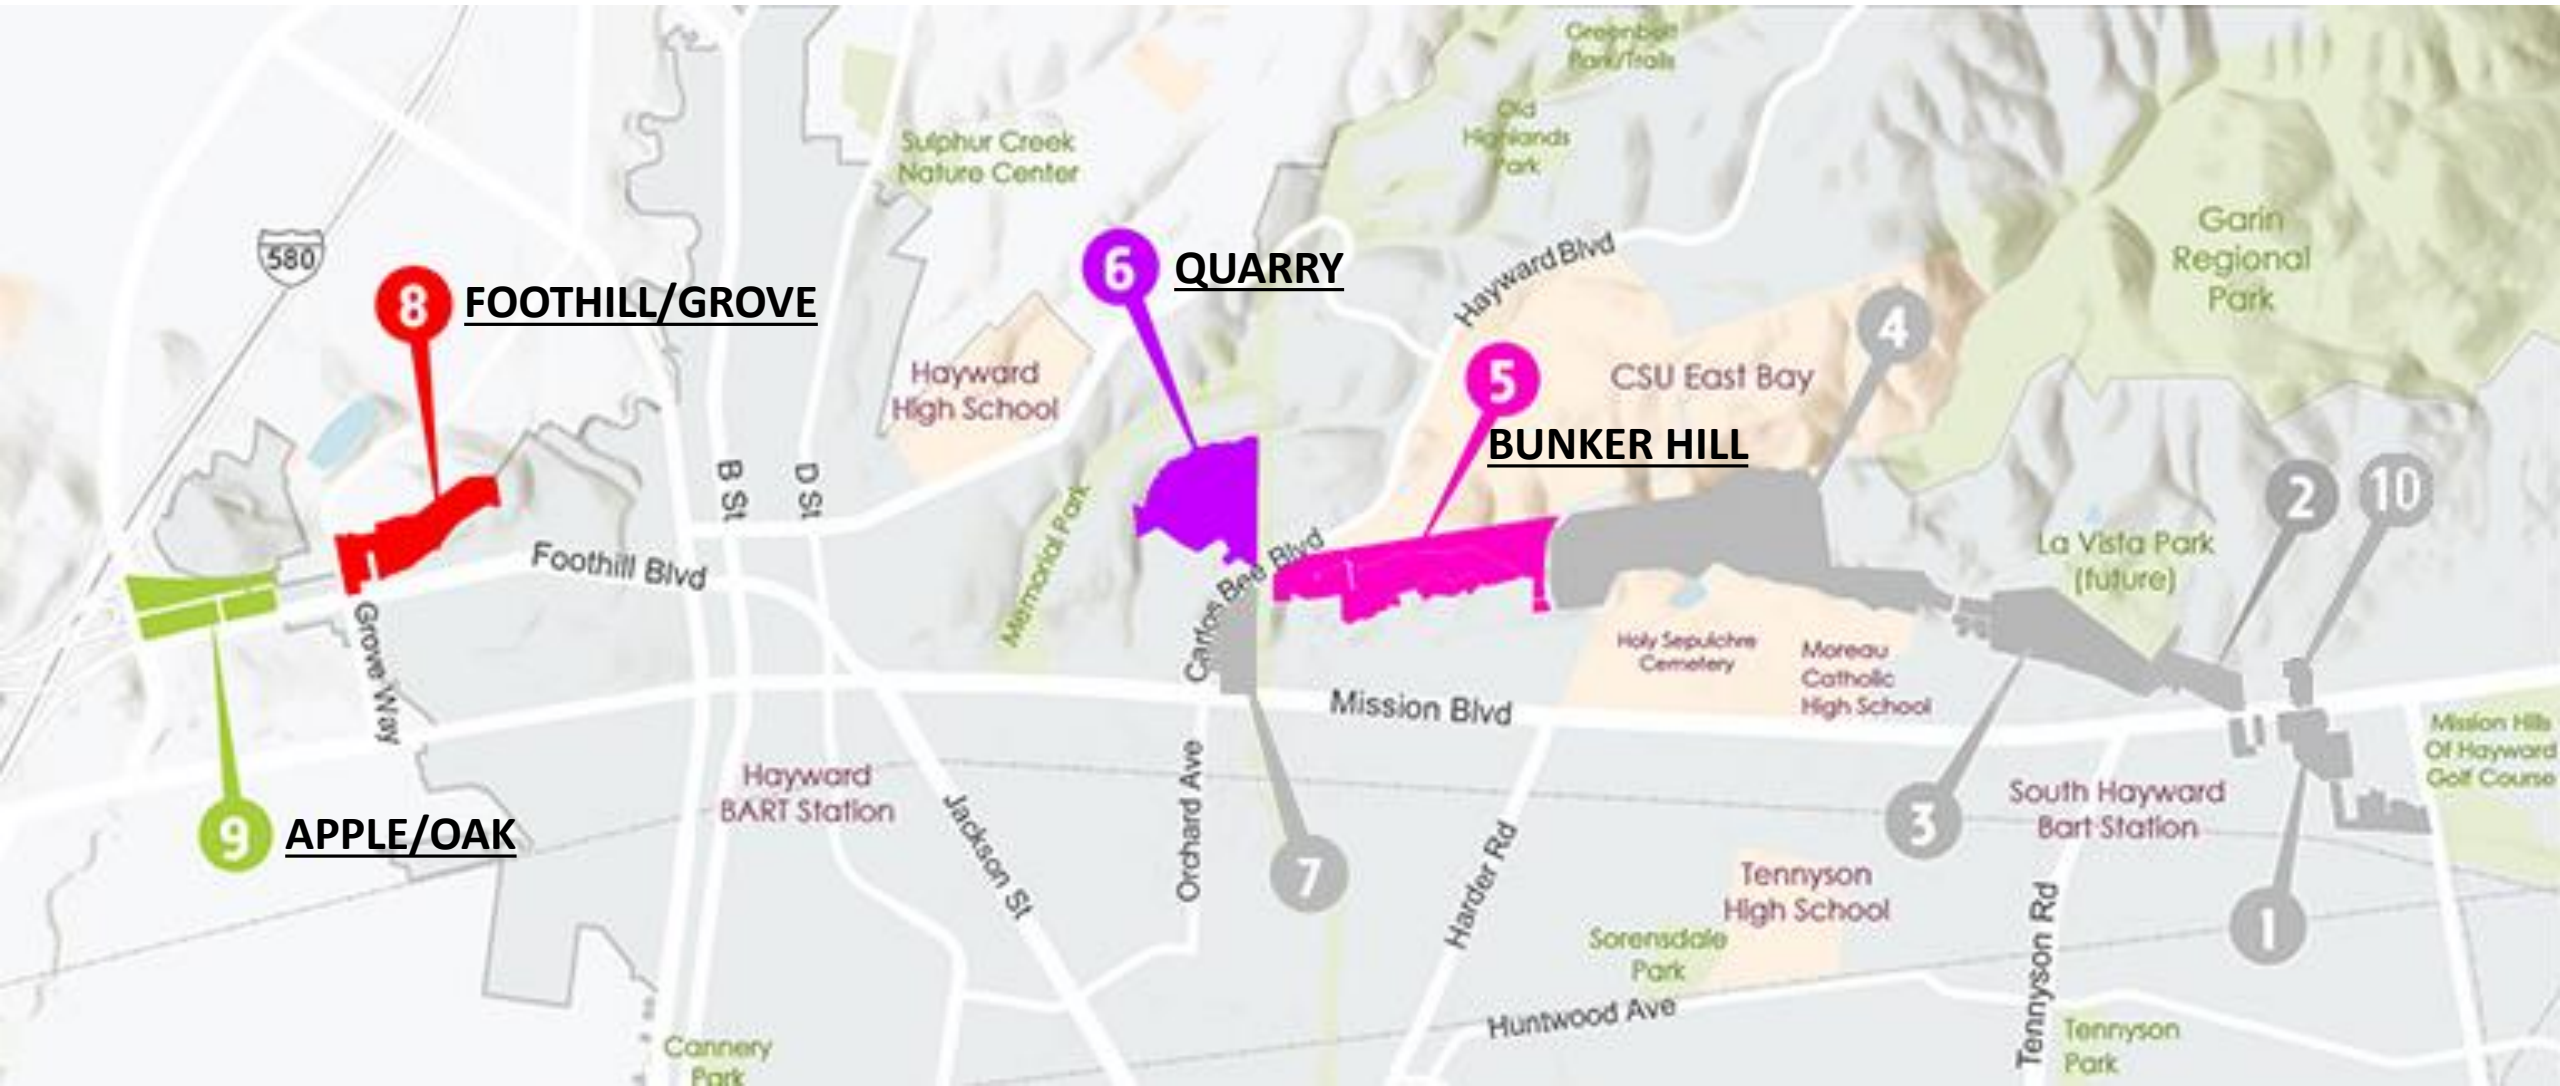 Greenbelt
Park/Trails
Old
Highlands
Park
Sulphur Creek
Nature Center
580
8
FOOTHILL/GROVE
6
QUARRY
Hayward Blvd
Garin
Regional
Park
4
Hayward
High School
5
CSU East Bay
BUNKER HILL
2
10
B St
D St
Memorial Park
Foothill Blvd
Carlos Bee Blvd
La Vista Park
(future)
Grove Way
Holy Sepulchre
Cemetery
Moreau
Catholic
High School
Mission Blvd
Mission Hills
Of Hayward
Golf Course
Hayward
BART Station
Jackson St
Orchard Ave
9
APPLE/OAK
7
Harder Rd
3
South Hayward
Bart Station
Tennyson
High School
1
Sorensdale
Park
Tennyson Rd
Huntwood Ave
Cannery
Park
Tennyson
Park